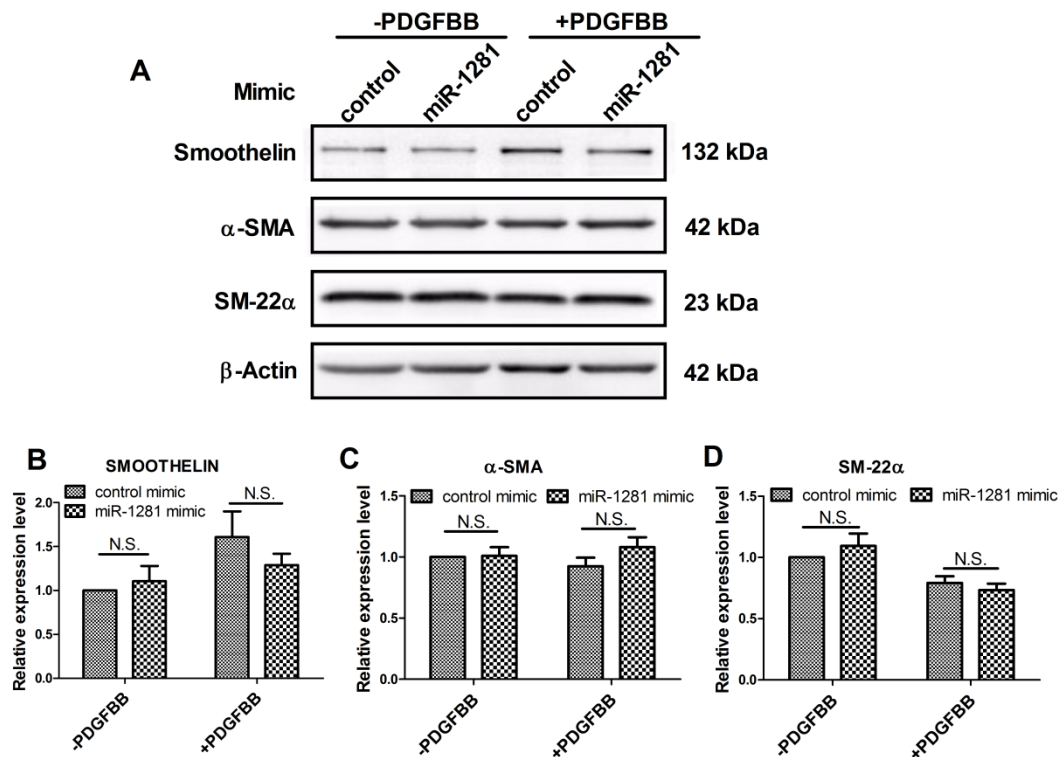 -PDGFBB +PDGFBB
A
Mimic control miR-1281 control miR-1281
Smoothelin 132 kDa
α-SMA 42 kDa
SM-22α 23 kDa
β-Actin 42 kDa
B SMOOTHELIN
control mimic
miR-1281 mimic
N.S.
N.S.
Relative expression level
2.0
1.5
1.0
0.5
0.0
-PDGFBB +PDGFBB
C α-SMA
control mimic miR-1281 mimic
N.S. N.S.
Relative expression level
1.5
1.0
0.5
0.0
-PDGFBB +PDGFBB
D SM-22α
control mimic miR-1281 mimic
N.S.
N.S.
Relative expression level
1.5
1.0
0.5
0.0
-PDGFBB +PDGFBB